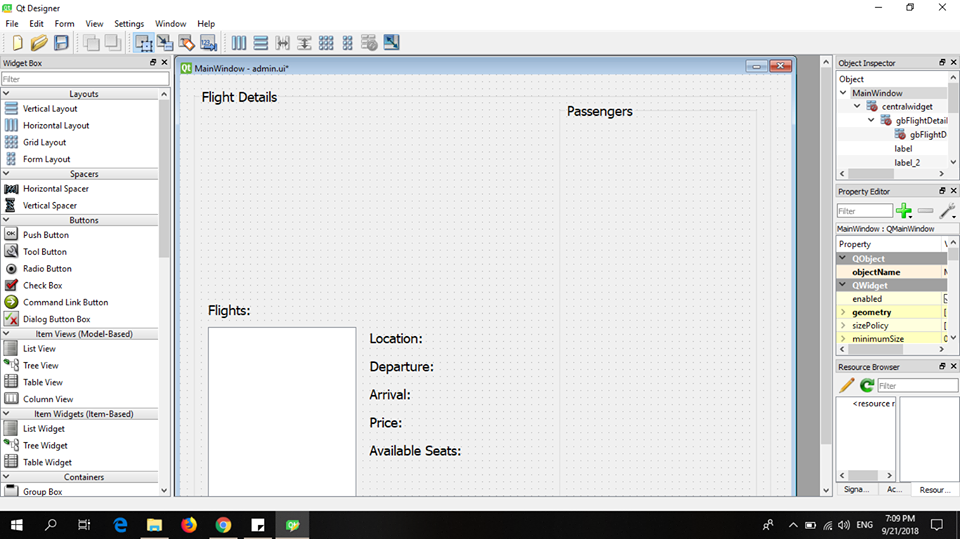 Qt Designer
File Edit Form View Settings Window Help
Widget Box
Filter
Layouts
Vertical Layout
Horizontal Layout
Grid Layout
Form Layout
Spacers
Horizontal Spacer
Vertical Spacer
Buttons
Push Button
Tool Button
Radio Button
Check Box
Command Link Button
Dialog Button Box
Item Views (Model-Based)
List View
Tree View
Table View
Column View
Item Widgets (Item-Based)
List Widget
Tree Widget
Table Widget
Containers
Group Box
MainWindow - admin.ui*
Flight Details
Passengers
Flights:
Location:
Departure:
Arrival:
Price:
Available Seats:
Object Inspector
Object
MainWindow
centralwidget
gbFlightDetail
gbFlightD
label
label_2
Property Editor
Filter
MainWindow : QMainWindow
Property
QObject
objectName
QWidget
enabled
geometry
sizePolicy
minimumSize
Resource Browser
Filter
<resource r
Signa... Ac... Resour...
ENG
7:09 PM
9/21/2018